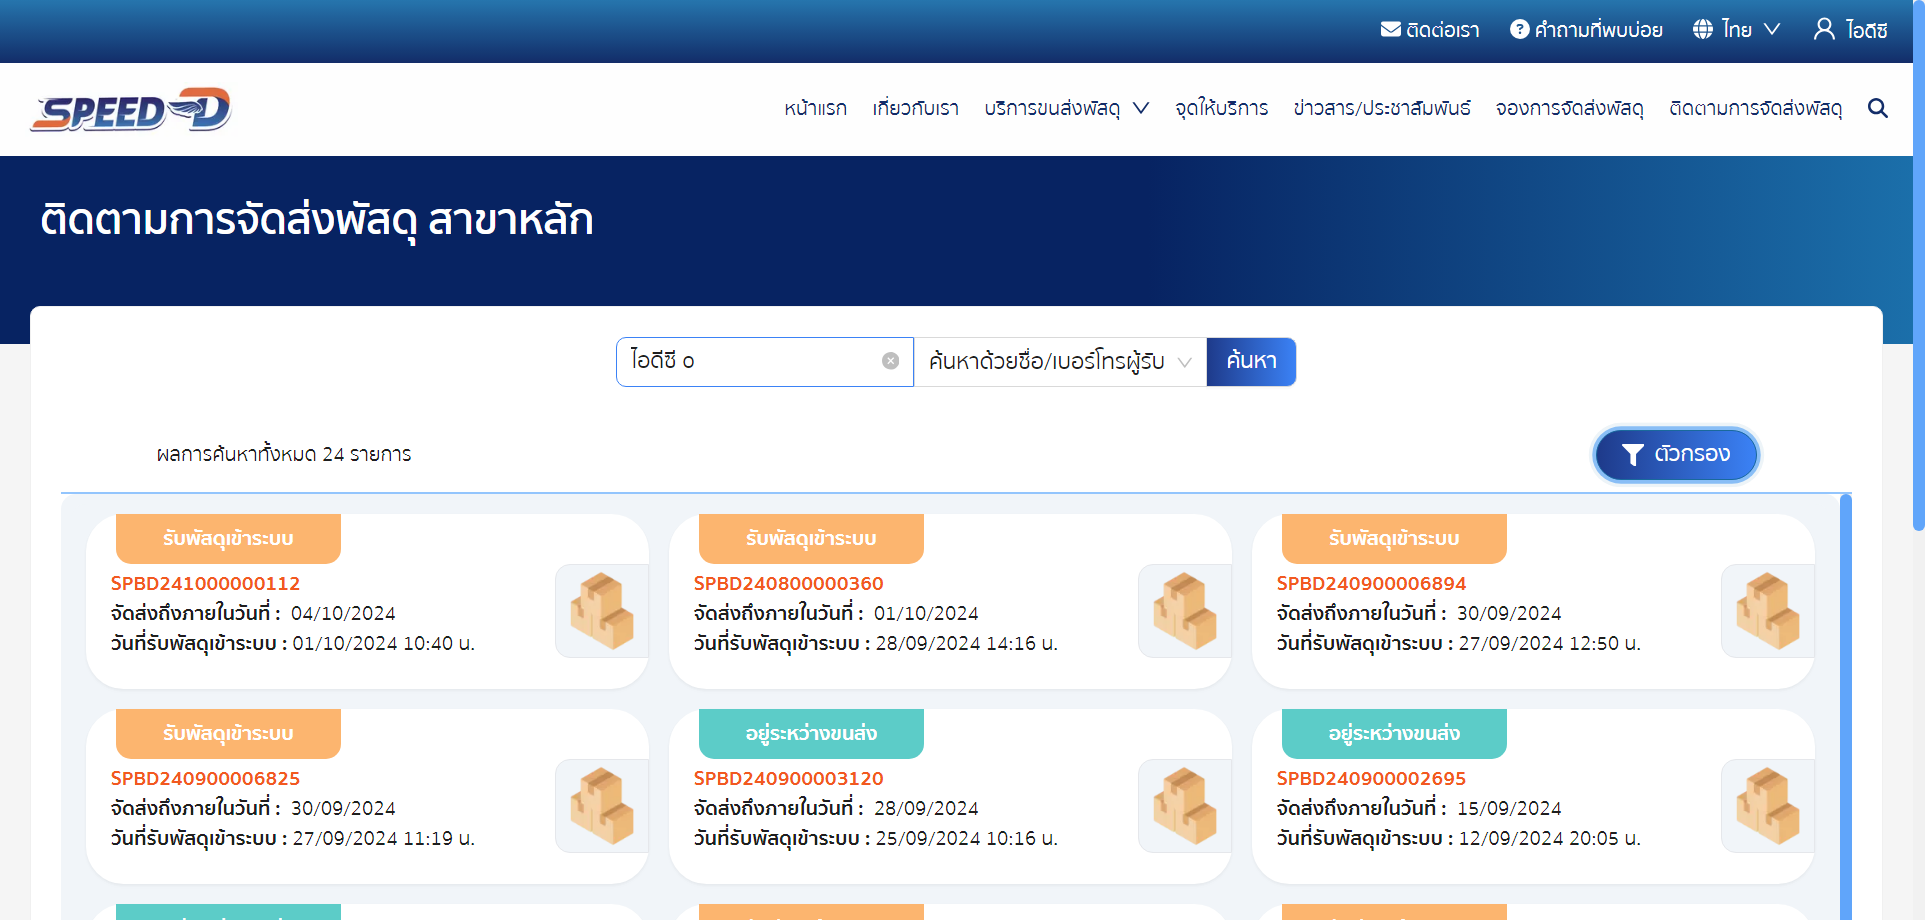 ติดต่อเรา คำถามที่พบบ่อย ไทย ไอดีซี
SPEED-D
หน้าแรก เกี่ยวกับเรา บริการขนส่งพัสดุ จุดให้บริการ ข่าวสาร/ประชาสัมพันธ์ จองการจัดส่งพัสดุ ติดตามการจัดส่งพัสดุ
ติดตามการจัดส่งพัสดุ สาขาหลัก
ไอดีซี o ค้นหาด้วยชื่อ/เบอร์โทรผู้รับ ค้นหา
ผลการค้นหาทั้งหมด 24 รายการ ตัวกรอง
รับพัสดุเข้าระบบ
SPBD241000000112
จัดส่งถึงภายในวันที่ : 04/10/2024
วันที่รับพัสดุเข้าระบบ : 01/10/2024 10:40 น.
รับพัสดุเข้าระบบ
SPBD240800000360
จัดส่งถึงภายในวันที่ : 01/10/2024
วันที่รับพัสดุเข้าระบบ : 28/09/2024 14:16 น.
รับพัสดุเข้าระบบ
SPBD240900006894
จัดส่งถึงภายในวันที่ : 30/09/2024
วันที่รับพัสดุเข้าระบบ : 27/09/2024 12:50 น.
รับพัสดุเข้าระบบ
SPBD240900006825
จัดส่งถึงภายในวันที่ : 30/09/2024
วันที่รับพัสดุเข้าระบบ : 27/09/2024 11:19 น.
อยู่ระหว่างขนส่ง
SPBD240900003120
จัดส่งถึงภายในวันที่ : 28/09/2024
วันที่รับพัสดุเข้าระบบ : 25/09/2024 10:16 น.
อยู่ระหว่างขนส่ง
SPBD240900002695
จัดส่งถึงภายในวันที่ : 15/09/2024
วันที่รับพัสดุเข้าระบบ : 12/09/2024 20:05 น.